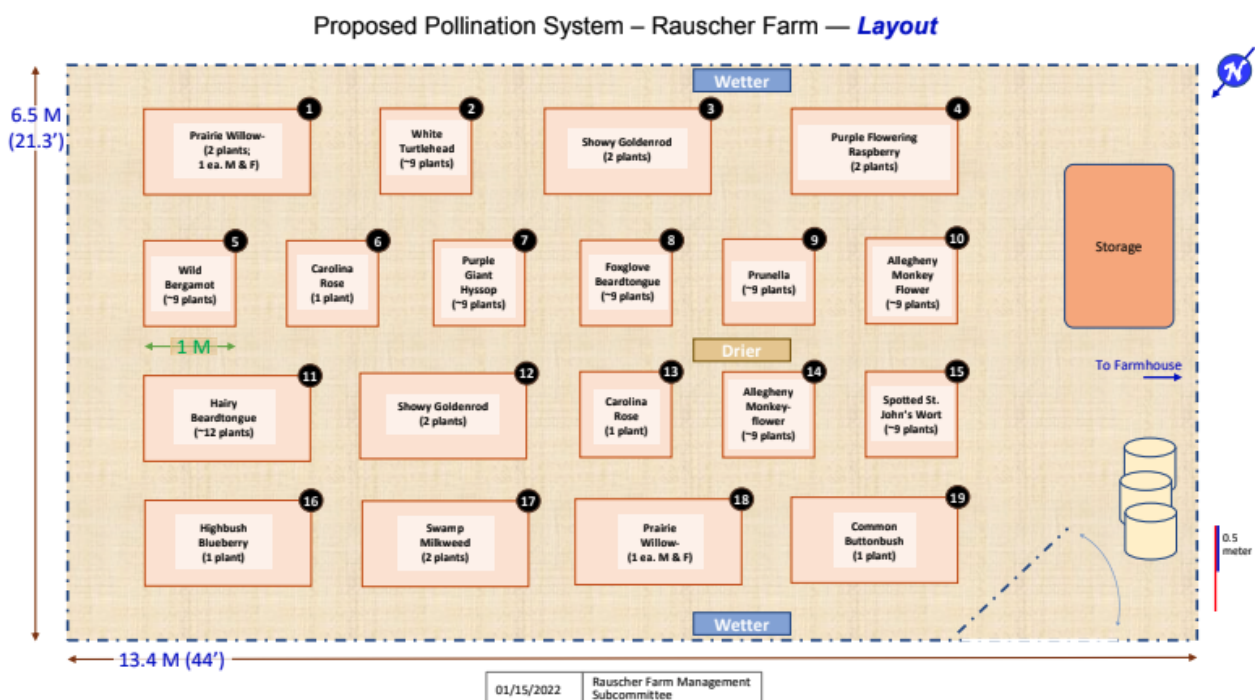 Proposed Pollination System – Rauscher Farm — Layout
Wetter
N
6.5 M
(21.3')
1
Prairie Willow-
(2 plants;
1 ea. M & F)
2
White
Turtlehead
(~9 plants)
3
Showy Goldenrod
(2 plants)
4
Purple Flowering
Raspberry
(2 plants)
5
Wild
Bergamot
(~9 plants)
6
Carolina
Rose
(1 plant)
7
Purple
Giant
Hyssop
(~9 plants)
8
Foxglove
Beardtongue
(~9 plants)
9
Prunella
(~9 plants)
10
Allegheny
Monkey
Flower
(~9 plants)
Storage
1 M
Drier
To Farmhouse
11
Hairy
Beardtongue
(~12 plants)
12
Showy Goldenrod
(2 plants)
13
Carolina
Rose
(1 plant)
14
Allegheny
Monkey-
flower
(~9 plants)
15
Spotted St.
John's Wort
(~9 plants)
16
Highbush
Blueberry
(1 plant)
17
Swamp
Milkweed
(2 plants)
18
Prairie
Willow-
(1 ea. M & F)
19
Common
Buttonbush
(1 plant)
0.5
meter
Wetter
13.4 M (44')
01/15/2022
Rauscher Farm Management
Subcommittee